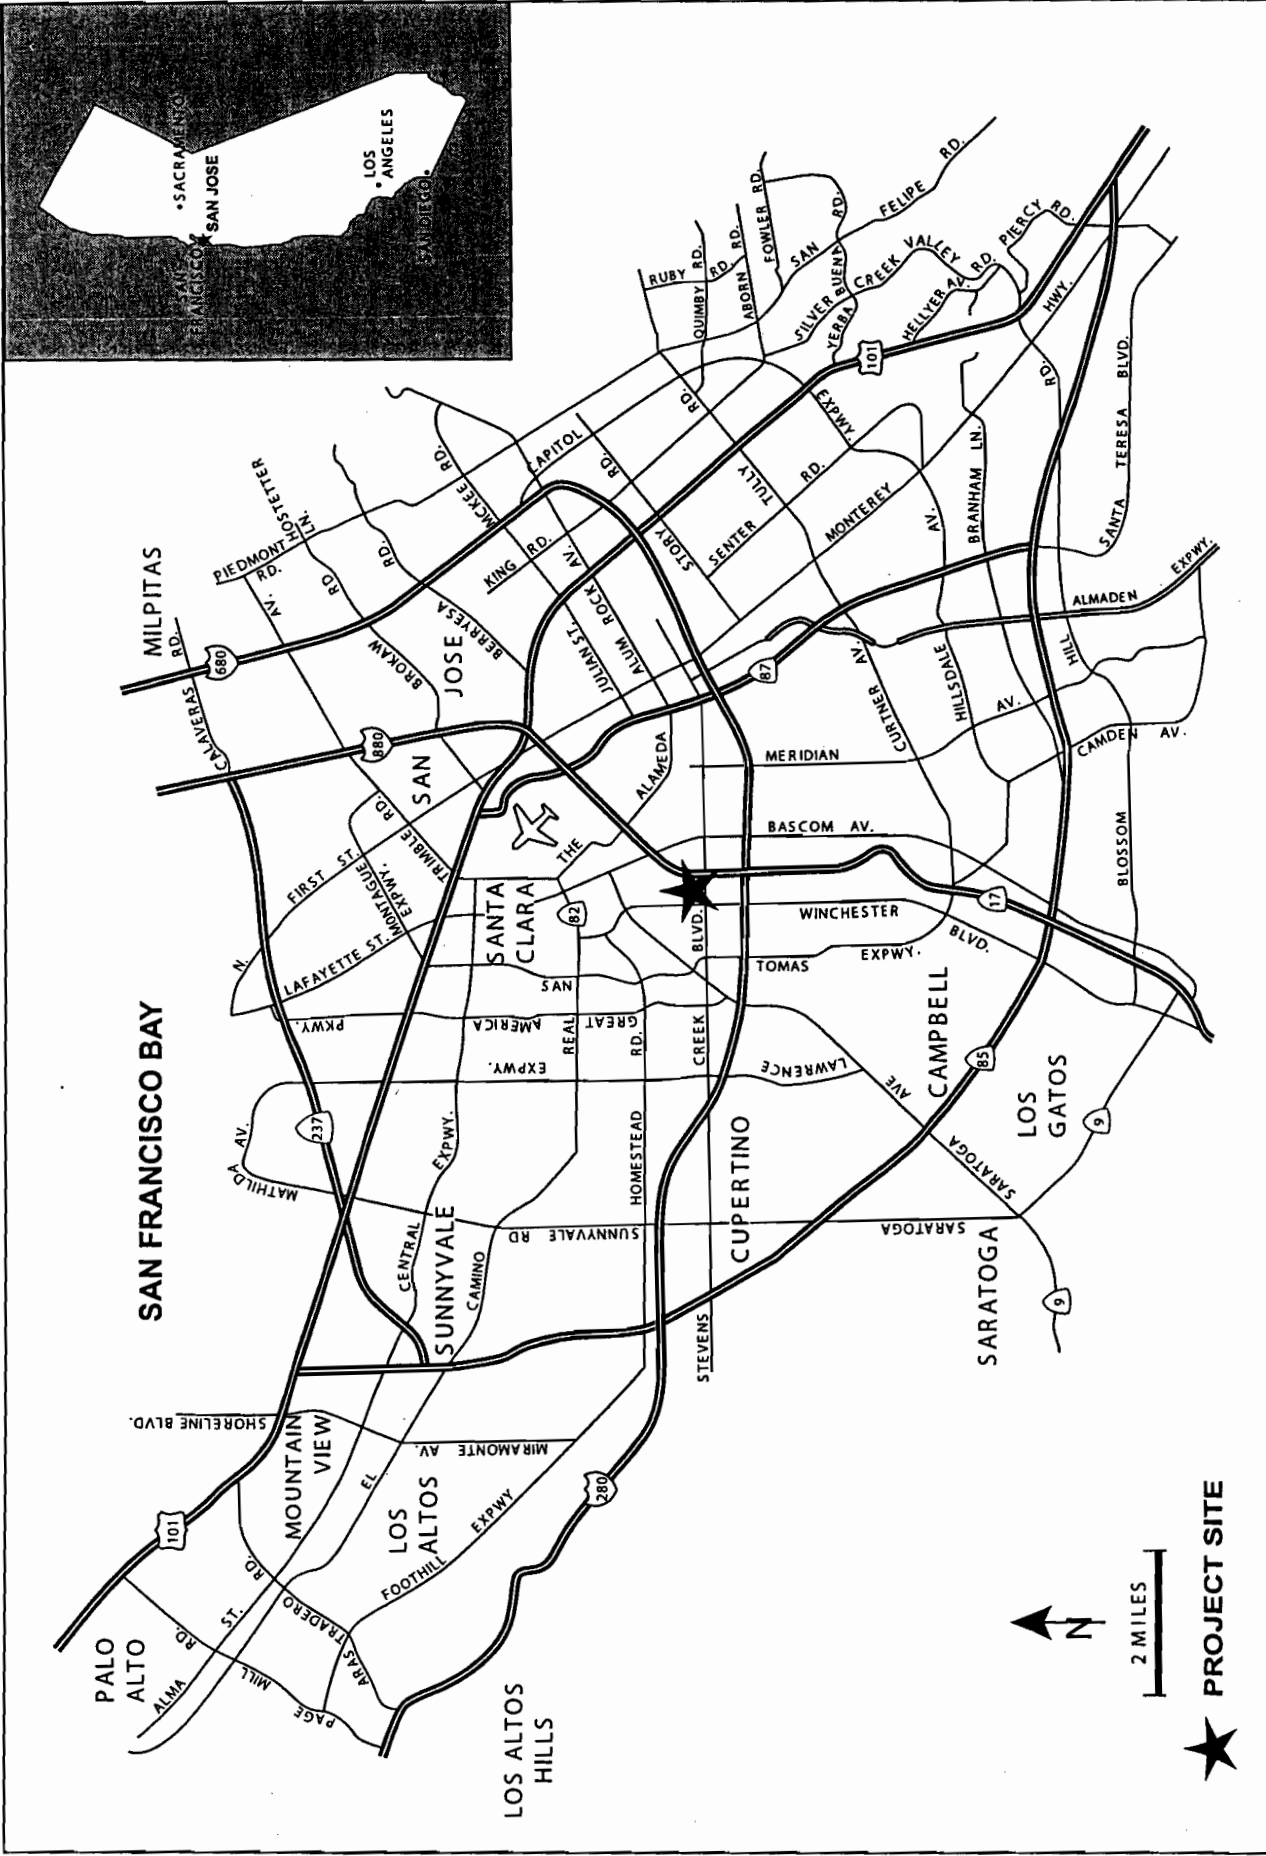 SAN FRANCISCO BAY
MILPITAS
PALO
ALTO
MOUNTAIN
VIEW
LOS
ALTOS
LOS ALTOS
HILLS
SUNNYVALE
SANTA
CLARA
SAN
JOSE
CUPERTINO
CAMPBELL
SARATOGA
LOS
GATOS
101
ALMA
ST.
PAGE
MILL
RD.
ARAS
TRADERO
RD.
FOOTHILL
EXPWY
EL
CAMINO
REAL
SHORELINE BLVD.
MIRAMONTE AV.
280
CENTRAL
EXPWY.
MATHILDA
AV.
237
SUNNYVALE RD
SARATOGA
HOMESTEAD
RD.
STEVENS
CREEK
BLVD.
LAWRENCE
EXPWY.
GREAT
AMERICA
PKWY.
SAN
TOMAS
EXPWY.
LAFAYETTE ST.
N.
FIRST ST.
MONTAGUE
EXPWY.
TRIMBLE
RD.
82
THE
ALAMEDA
WINCHESTER
BLVD.
BASCOM AV.
MERIDIAN
AV.
SARATOGA
AVE
9
9
85
17
CALAVERAS
RD.
880
680
PIEDMONT
RD.
HOSTETTER
AV.
LN.
BROKAW
RD
BERRYESA
RD.
MCKEE
RD.
KING RD.
CAPITOL
EXPWY.
JULIAN ST.
ALUM ROCK AV.
STORY
RD.
SENTER
RD.
TULLY
RD.
MONTEREY
HWY.
87
CURTNER
AV.
HILLSDALE
AV.
BRANHAM LN.
CAMDEN AV.
BLOSSOM
HILL
RD.
ALMADEN
EXPWY.
SANTA TERESA BLVD.
101
RUBY
RD.
QUIMBY RD.
ABORN
RD.
FOWLER RD.
SAN
FELIPE
RD.
YERBA BUENA
RD.
SILVER CREEK VALLEY
RD.
HELLYER AV.
PIERCY RD.
SACRAMENTO
SAN
FRANCISCO
SAN JOSE
LOS
ANGELES
SAN DIEGO
N
2 MILES
PROJECT SITE